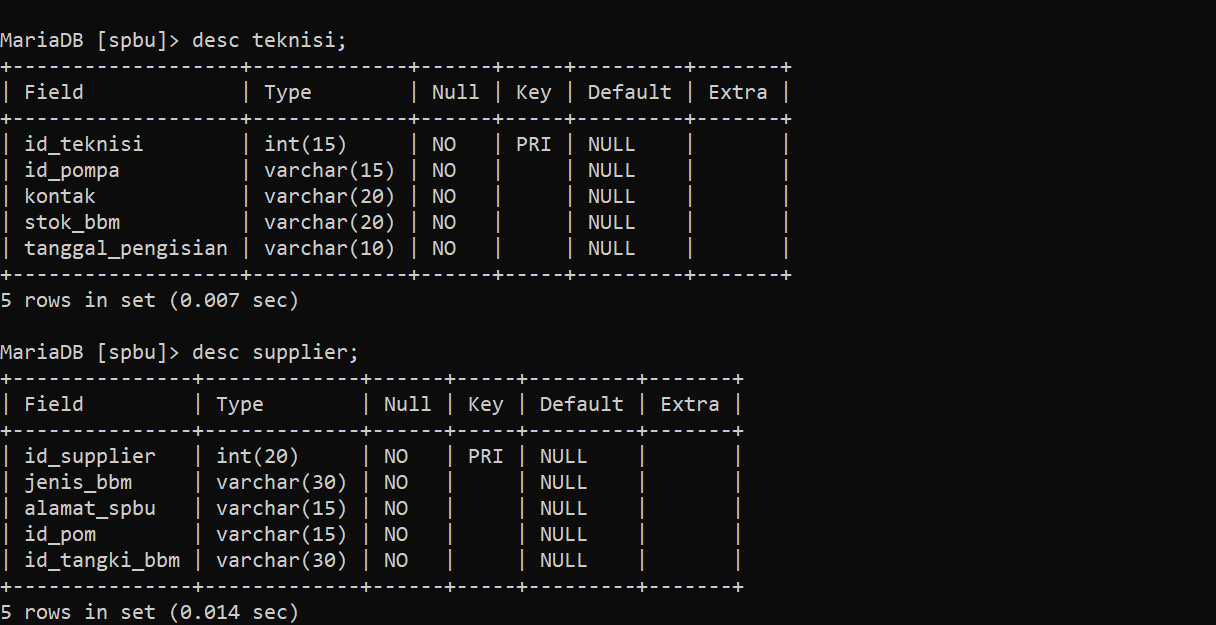 MariaDB [spbu]> desc teknisi;
+-------------------+-------------+------+-----+---------+-------+
| Field             | Type        | Null | Key | Default | Extra |
+-------------------+-------------+------+-----+---------+-------+
| id_teknisi        | int(15)     | NO   | PRI | NULL    |       |
| id_pompa          | varchar(15) | NO   |     | NULL    |       |
| kontak            | varchar(20) | NO   |     | NULL    |       |
| stok_bbm          | varchar(20) | NO   |     | NULL    |       |
| tanggal_pengisian | varchar(10) | NO   |     | NULL    |       |
+-------------------+-------------+------+-----+---------+-------+
5 rows in set (0.007 sec)
MariaDB [spbu]> desc supplier;
+---------------+-------------+------+-----+---------+-------+
| Field         | Type        | Null | Key | Default | Extra |
+---------------+-------------+------+-----+---------+-------+
| id_supplier   | int(20)     | NO   | PRI | NULL    |       |
| jenis_bbm     | varchar(30) | NO   |     | NULL    |       |
| alamat_spbu   | varchar(15) | NO   |     | NULL    |       |
| id_pom        | varchar(15) | NO   |     | NULL    |       |
| id_tangki_bbm | varchar(30) | NO   |     | NULL    |       |
+---------------+-------------+------+-----+---------+-------+
5 rows in set (0.014 sec)